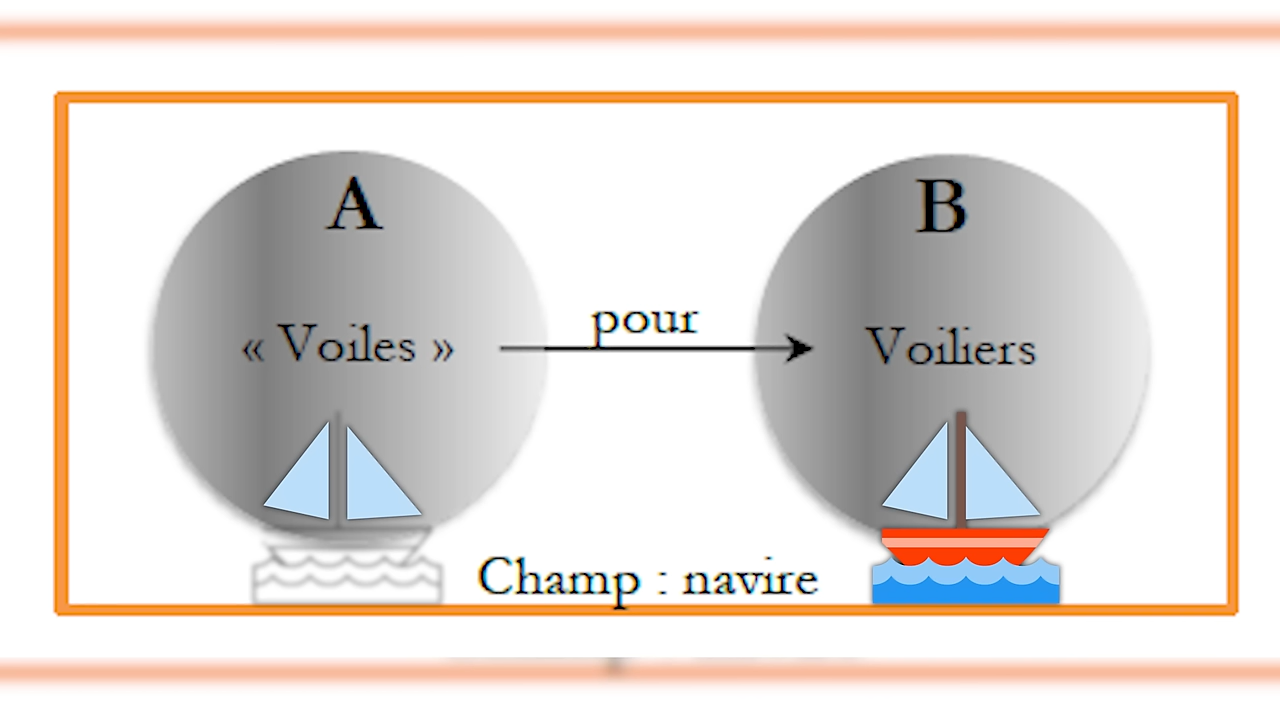 A
B
« Voiles »
pour
Voiliers
Champ : navire